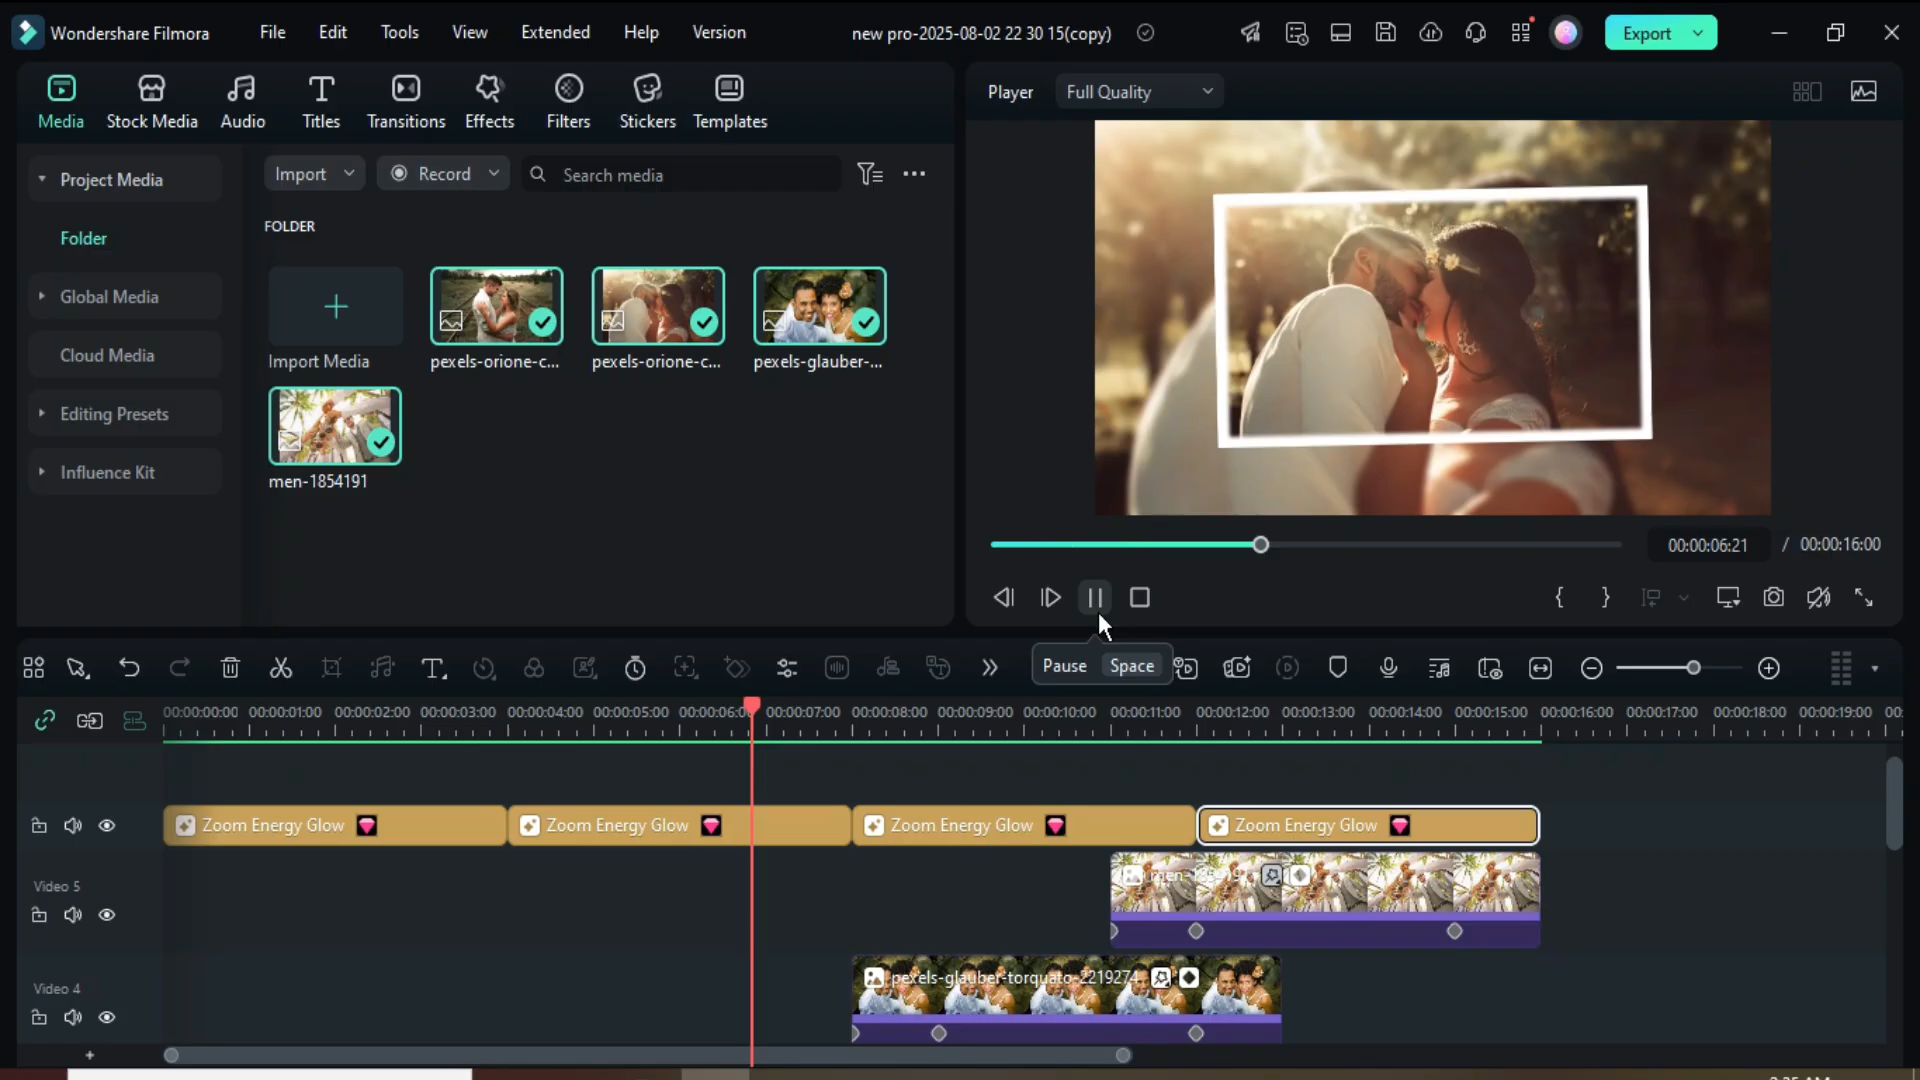 Wondershare Filmora
File Edit Tools View Extended Help Version
new pro-2025-08-02 22 30 15(copy)
Export
Media Stock Media Audio Titles Transitions Effects Filters Stickers Templates
Player Full Quality
Project Media
Folder
Global Media
Cloud Media
Editing Presets
Influence Kit
Import Record Search media
FOLDER
Import Media pexels-orione-c... pexels-orione-c... pexels-glauber-...
men-1854191
00:00:06:21 / 00:00:16:00
Pause Space
00:00:00:00 00:00:01:00 00:00:02:00 00:00:03:00 00:00:04:00 00:00:05:00 00:00:06:0 00:00:07:00 00:00:08:00 00:00:09:00 00:00:10:00 00:00:11:00 00:00:12:00 00:00:13:00 00:00:14:00 00:00:15:00 00:00:16:00 00:00:17:00 00:00:18:00 00:00:19:00 00:
Zoom Energy Glow Zoom Energy Glow Zoom Energy Glow Zoom Energy Glow
Video 5
men-1854191
Video 4
pexels-glauber-torquato-2219274